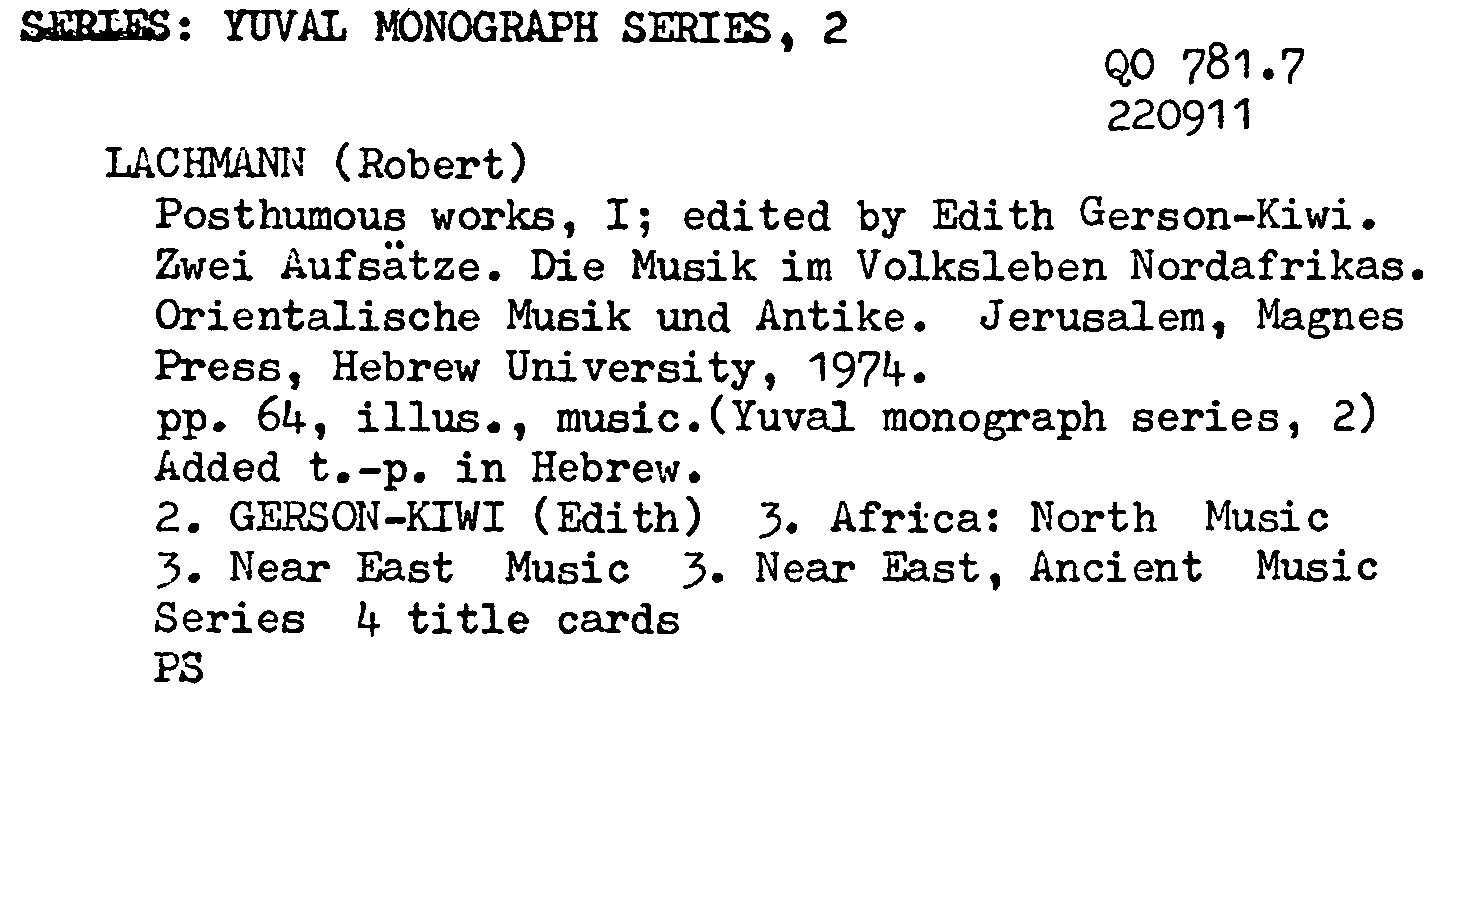 SERIES: YUVAL MONOGRAPH SERIES, 2
QO 781.7
220911
LACHMANN (Robert)
Posthumous works, I; edited by Edith Gerson-Kiwi.
Zwei Aufsätze. Die Musik im Volksleben Nordafrikas.
Orientalische Musik und Antike. Jerusalem, Magnes
Press, Hebrew University, 1974.
pp. 64, illus., music.(Yuval monograph series, 2)
Added t.-p. in Hebrew.
2. GERSON-KIWI (Edith) 3. Africa: North Music
3. Near East Music 3. Near East, Ancient Music
Series 4 title cards
PS